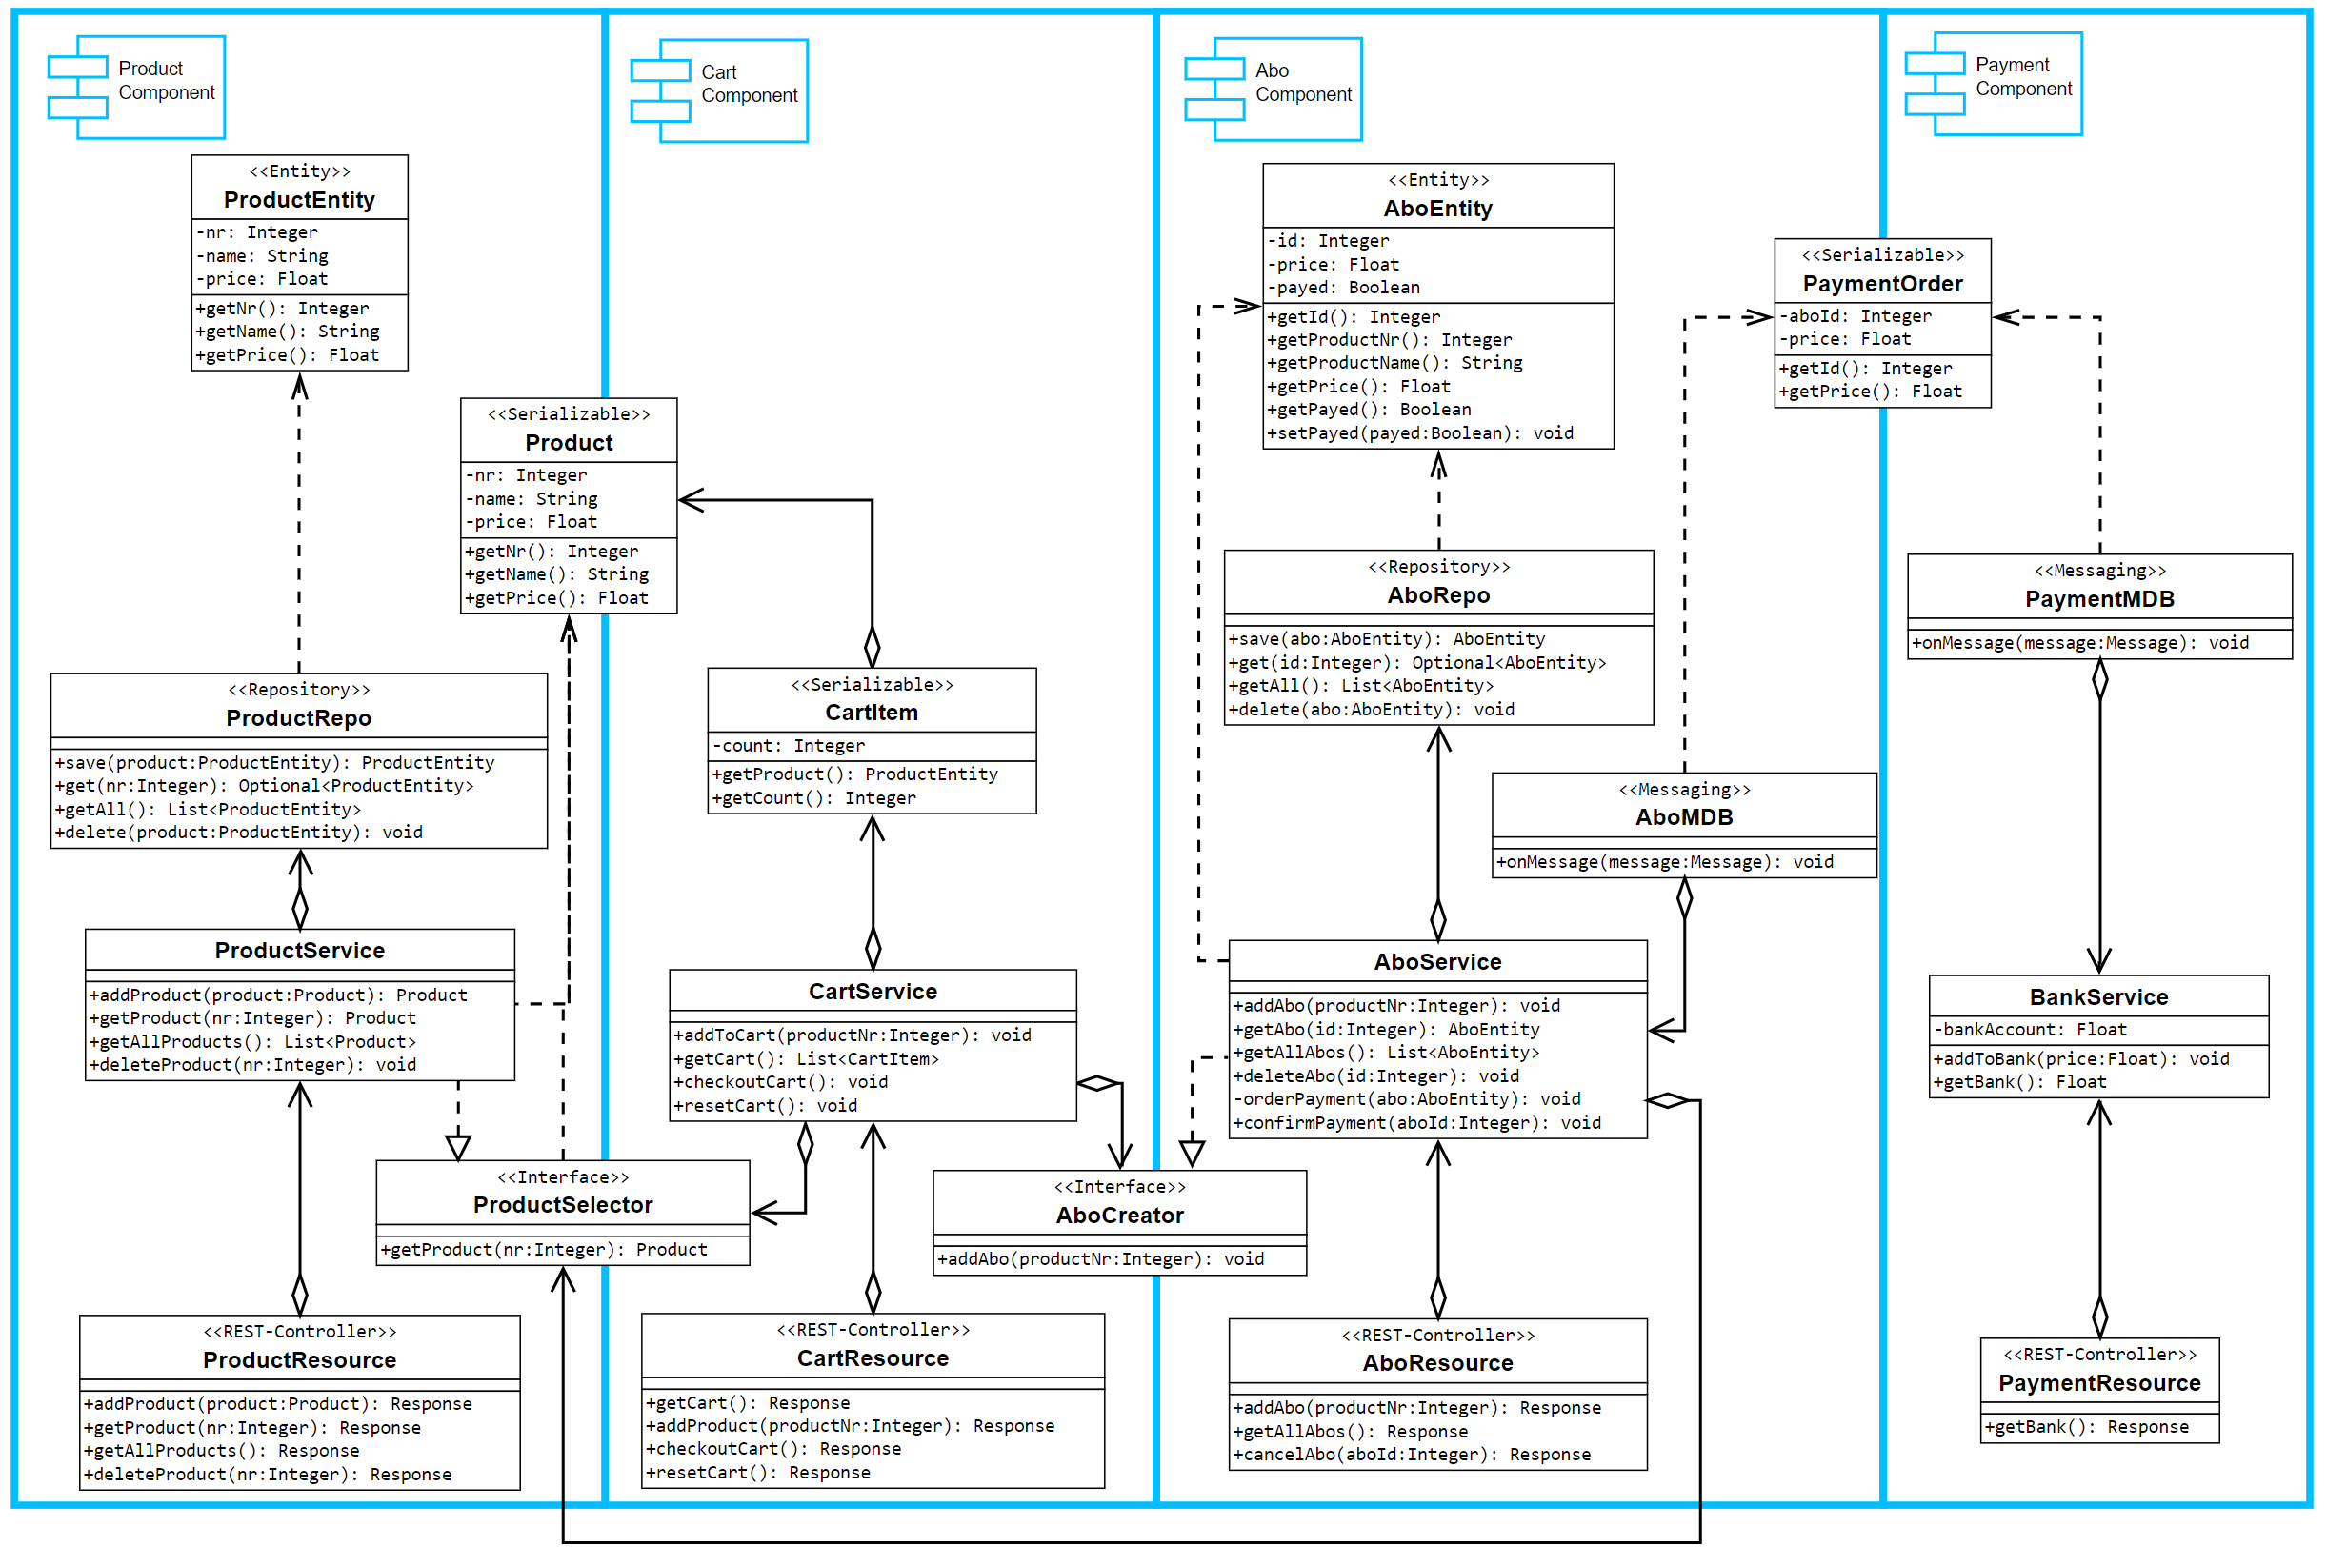 Product
Component
<<Entity>>
ProductEntity
-nr: Integer
-name: String
-price: Float
+getNr(): Integer
+getName(): String
+getPrice(): Float
<<Serializable>>
Product
-nr: Integer
-name: String
-price: Float
+getNr(): Integer
+getName(): String
+getPrice(): Float
<<Repository>>
ProductRepo
+save(product:ProductEntity): ProductEntity
+get(nr:Integer): Optional<ProductEntity>
+getAll(): List<ProductEntity>
+delete(product:ProductEntity): void
ProductService
+addProduct(product:Product): Product
+getProduct(nr:Integer): Product
+getAllProducts(): List<Product>
+deleteProduct(nr:Integer): void
<<Interface>>
ProductSelector
+getProduct(nr:Integer): Product
<<REST-Controller>>
ProductResource
+addProduct(product:Product): Response
+getProduct(nr:Integer): Response
+getAllProducts(): Response
+deleteProduct(nr:Integer): Response
Cart
Component
<<Serializable>>
CartItem
-count: Integer
+getProduct(): ProductEntity
+getCount(): Integer
CartService
+addToCart(productNr:Integer): void
+getCart(): List<CartItem>
+checkoutCart(): void
+resetCart(): void
<<Interface>>
AboCreator
+addAbo(productNr:Integer): void
<<REST-Controller>>
CartResource
+getCart(): Response
+addProduct(productNr:Integer): Response
+checkoutCart(): Response
+resetCart(): Response
Abo
Component
<<Entity>>
AboEntity
-id: Integer
-price: Float
-payed: Boolean
+getId(): Integer
+getProductNr(): Integer
+getProductName(): String
+getPrice(): Float
+getPayed(): Boolean
+setPayed(payed:Boolean): void
<<Repository>>
AboRepo
+save(abo:AboEntity): AboEntity
+get(id:Integer): Optional<AboEntity>
+getAll(): List<AboEntity>
+delete(abo:AboEntity): void
<<Messaging>>
AboMDB
+onMessage(message:Message): void
AboService
+addAbo(productNr:Integer): void
+getAbo(id:Integer): AboEntity
+getAllAbos(): List<AboEntity>
+deleteAbo(id:Integer): void
-orderPayment(abo:AboEntity): void
+confirmPayment(aboId:Integer): void
<<REST-Controller>>
AboResource
+addAbo(productNr:Integer): Response
+getAllAbos(): Response
+cancelAbo(aboId:Integer): Response
Payment
Component
<<Serializable>>
PaymentOrder
-aboId: Integer
-price: Float
+getId(): Integer
+getPrice(): Float
<<Messaging>>
PaymentMDB
+onMessage(message:Message): void
BankService
-bankAccount: Float
+addToBank(price:Float): void
+getBank(): Float
<<REST-Controller>>
PaymentResource
+getBank(): Response